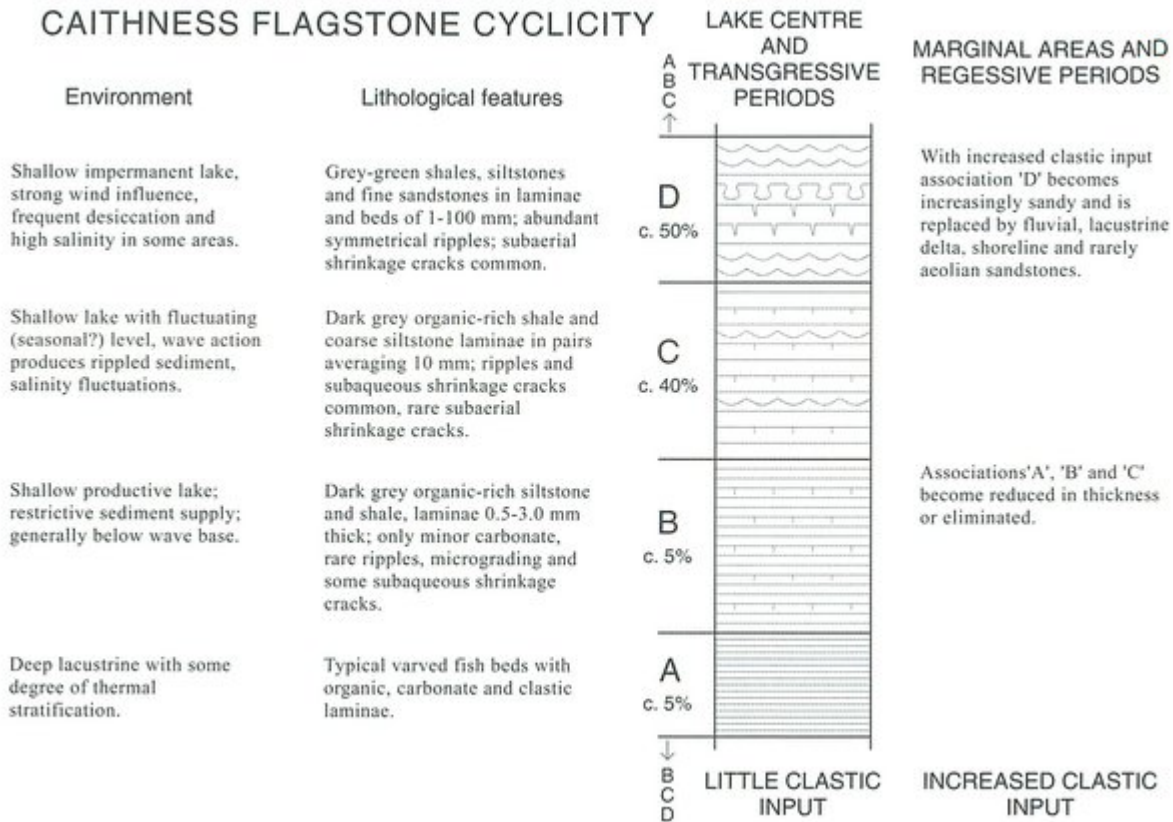 CAITHNESS FLAGSTONE CYCLICITY
LAKE CENTRE
AND
TRANSGRESSIVE
PERIODS
MARGINAL AREAS AND
REGESSIVE PERIODS
Environment
Lithological features
A
B
C
Shallow impermanent lake,
strong wind influence,
frequent desiccation and
high salinity in some areas.
Grey-green shales, siltstones
and fine sandstones in laminae
and beds of 1-100 mm; abundant
symmetrical ripples; subaerial
shrinkage cracks common.
D
c. 50%
With increased clastic input
association 'D' becomes
increasingly sandy and is
replaced by fluvial, lacustrine
delta, shoreline and rarely
aeolian sandstones.
Shallow lake with fluctuating
(seasonal?) level, wave action
produces rippled sediment,
salinity fluctuations.
Dark grey organic-rich shale and
coarse siltstone laminae in pairs
averaging 10 mm; ripples and
subaqueous shrinkage cracks
common, rare subaerial
shrinkage cracks.
C
c. 40%
Shallow productive lake;
restrictive sediment supply;
generally below wave base.
Dark grey organic-rich siltstone
and shale, laminae 0.5-3.0 mm
thick; only minor carbonate,
rare ripples, micrograding and
some subaqueous shrinkage
cracks.
B
c. 5%
Associations'A', 'B' and 'C'
become reduced in thickness
or eliminated.
Deep lacustrine with some
degree of thermal
stratification.
Typical varved fish beds with
organic, carbonate and clastic
laminae.
A
c. 5%
B
C
D
LITTLE CLASTIC
INPUT
INCREASED CLASTIC
INPUT